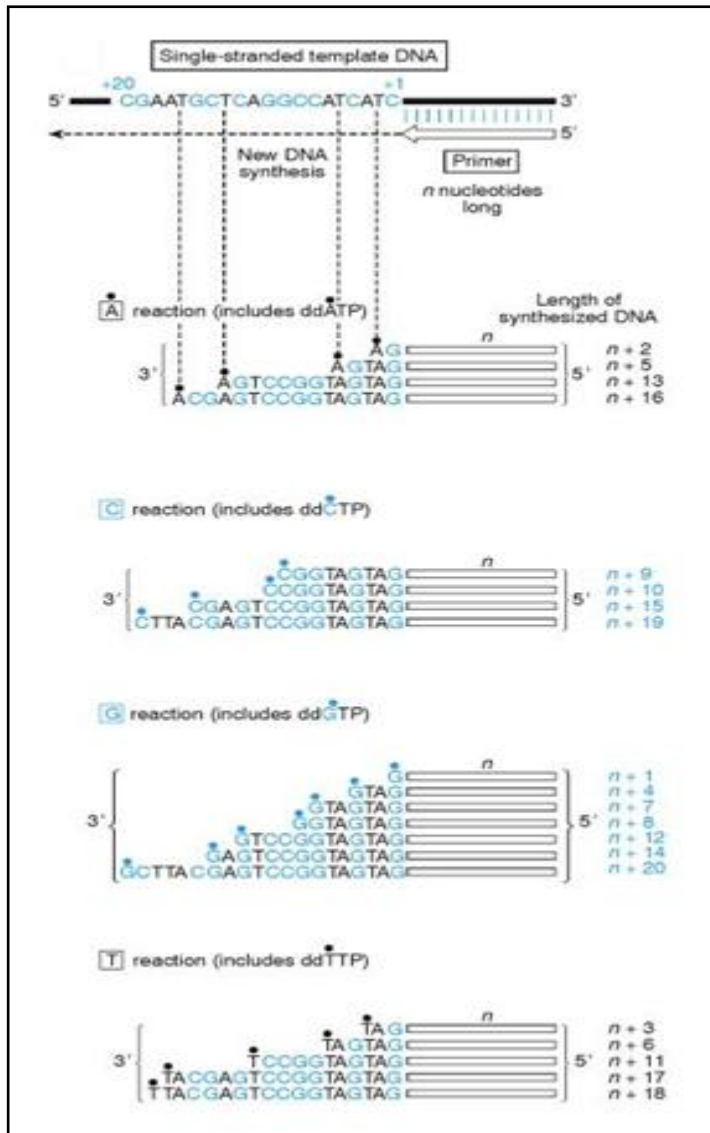 Single-stranded template DNA
+20 +1
5' CGAATGCTCAGGCCATCATC 3'
5'
New DNA
synthesis
Primer
n nucleotides
long
A reaction (includes ddATP)
Length of
synthesized DNA
n
3' 5'
AG n + 2
AGTAG n + 5
AGTCCGGTAGTAG n + 13
ACGAGTCCGGTAGTAG n + 16
C reaction (includes ddCTP)
n
3' 5'
CGGTAGTAG n + 9
CCGGTAGTAG n + 10
CGAGTCCGGTAGTAG n + 15
CTTACGAGTCCGGTAGTAG n + 19
G reaction (includes ddGTP)
n
3' 5'
G n + 1
GTAG n + 4
GTAGTAG n + 7
GGTAGTAG n + 8
GTCCGGTAGTAG n + 12
GAGTCCGGTAGTAG n + 14
GCTTACGAGTCCGGTAGTAG n + 20
T reaction (includes ddTTP)
n
3' 5'
TAG n + 3
TAGTAG n + 6
TCCGGTAGTAG n + 11
TACGAGTCCGGTAGTAG n + 17
TTACGAGTCCGGTAGTAG n + 18